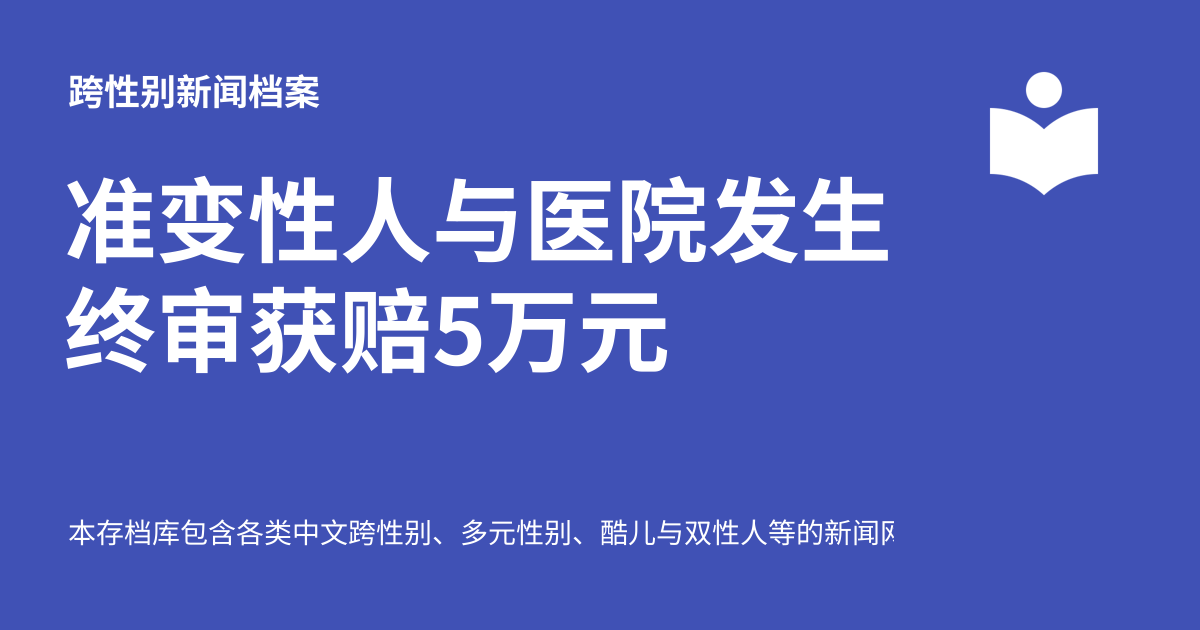 跨性别新闻档案
准变性人与医院发生
终审获赔5万元
本存档库包含各类中文跨性别、多元性别、酷儿与双性人等的新闻